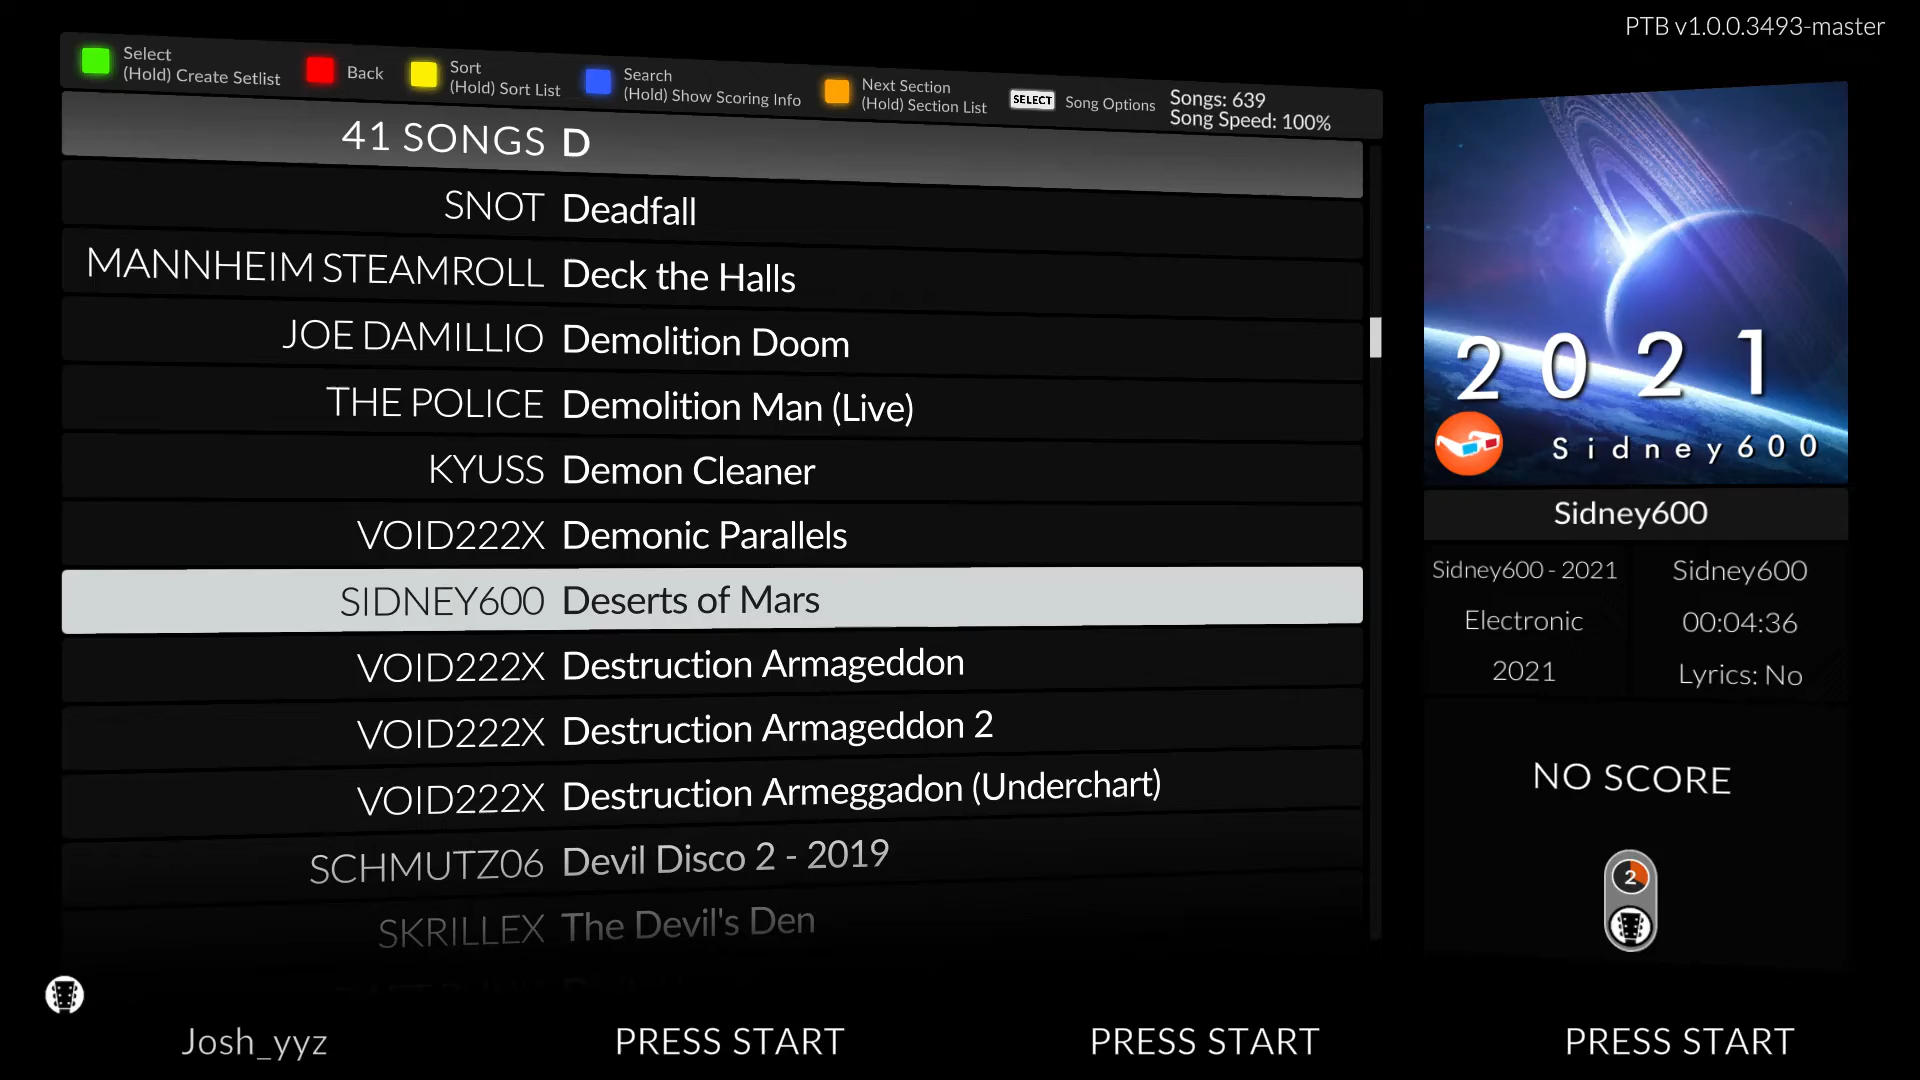 PTB v1.0.0.3493-master
Select
(Hold) Create Setlist
Back
Sort
(Hold) Sort List
Search
(Hold) Show Scoring Info
Next Section
(Hold) Section List
SELECT Song Options
Songs: 639
Song Speed: 100%
41 SONGS D
SNOT Deadfall
MANNHEIM STEAMROLL Deck the Halls
JOE DAMILLIO Demolition Doom
THE POLICE Demolition Man (Live)
KYUSS Demon Cleaner
VOID222X Demonic Parallels
SIDNEY600 Deserts of Mars
VOID222X Destruction Armageddon
VOID222X Destruction Armageddon 2
VOID222X Destruction Armeggadon (Underchart)
SCHMUTZ06 Devil Disco 2 - 2019
SKRILLEX The Devil's Den
2021
Sidney600
Sidney600
Sidney600 - 2021
Electronic
2021
Sidney600
00:04:36
Lyrics: No
NO SCORE
2
Josh_yyz
PRESS START
PRESS START
PRESS START